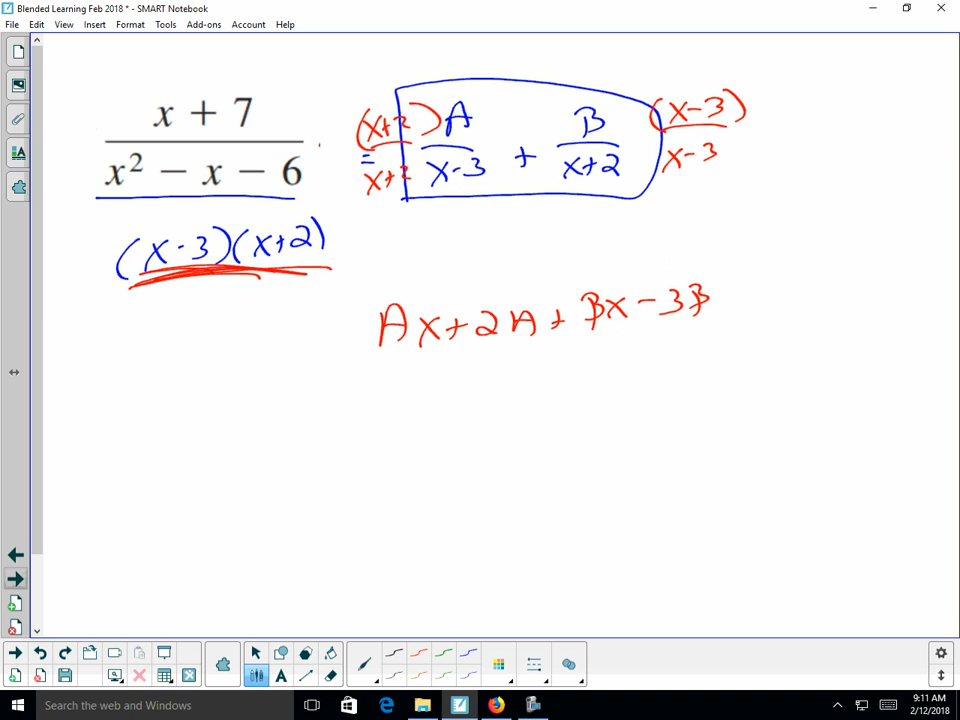 Blended Learning Feb 2018 * - SMART Notebook
File Edit View Insert Format Tools Add-ons Account Help
x + 7
x² − x − 6
(x-3)(x+2)
=
(x+2)
x+2
A
x-3
+
B
x+2
(x-3)
x-3
Ax+2A+Bx-3B
A
Search the web and Windows
9:11 AM
2/12/2018